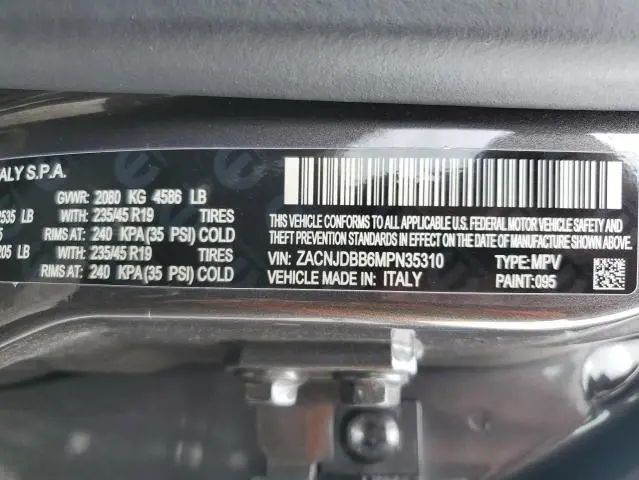 ALY S.P.A.
GVWR: 2080 KG 4586 LB
2535 LB WITH: 235/45 R19 TIRES
5 RIMS AT: 240 KPA(35 PSI) COLD
205 LB WITH: 235/45 R19 TIRES
RIMS AT: 240 KPA(35 PSI) COLD
THIS VEHICLE CONFORMS TO ALL APPLICABLE U.S. FEDERAL MOTOR VEHICLE SAFETY AND
THEFT PREVENTION STANDARDS IN EFFECT ON THE DATE OF MANUFACTURE SHOWN ABOVE
VIN: ZACNJDBB6MPN35310 TYPE: MPV
VEHICLE MADE IN: ITALY PAINT: 095